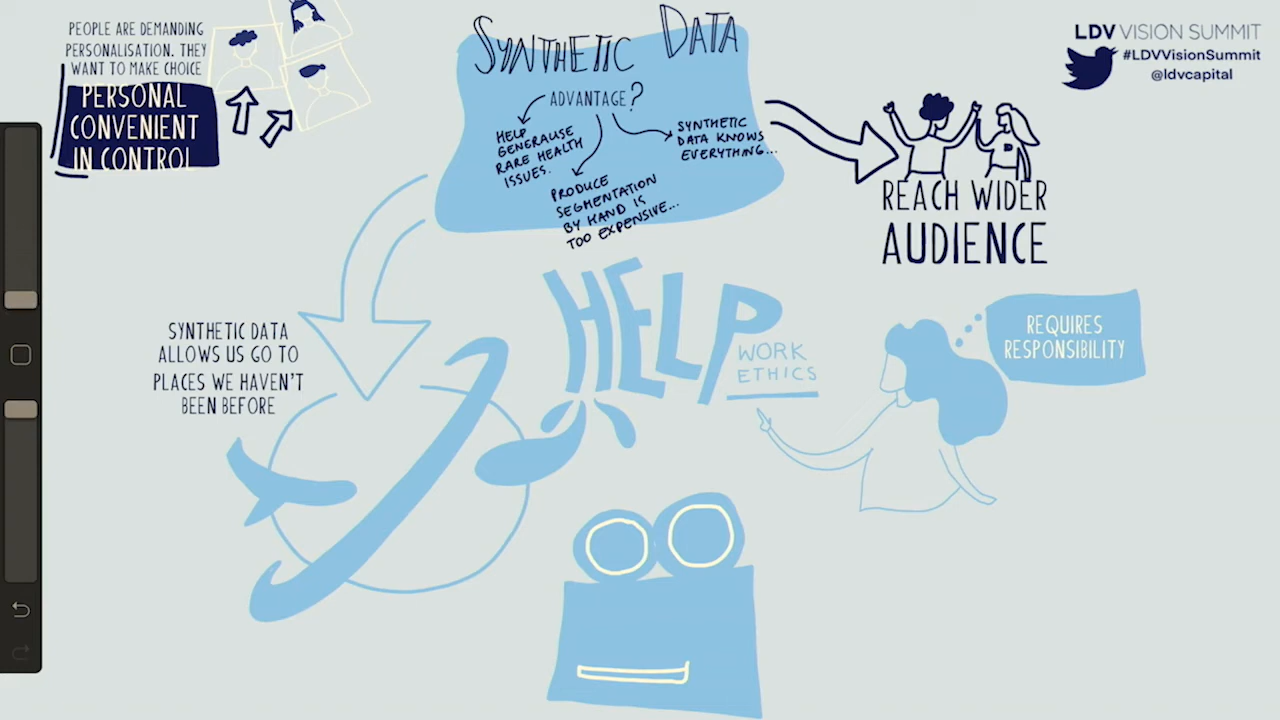 PEOPLE ARE DEMANDING
PERSONALISATION. THEY
WANT TO MAKE CHOICE
PERSONAL
CONVENIENT
IN CONTROL
SYNTHETIC DATA
ADVANTAGE?
HELP
GENERAUSE
RARE HEALTH
ISSUES.
PRODUCE
SEGMENTATION
BY HAND IS
TOO EXPENSIVE...
SYNTHETIC
DATA KNOWS
EVERYTHING...
REACH WIDER
AUDIENCE
LDV VISION SUMMIT
#LDVVisionSummit
@ldvcapital
SYNTHETIC DATA
ALLOWS US GO TO
PLACES WE HAVEN'T
BEEN BEFORE
HELP
WORK
ETHICS
REQUIRES
RESPONSIBILITY